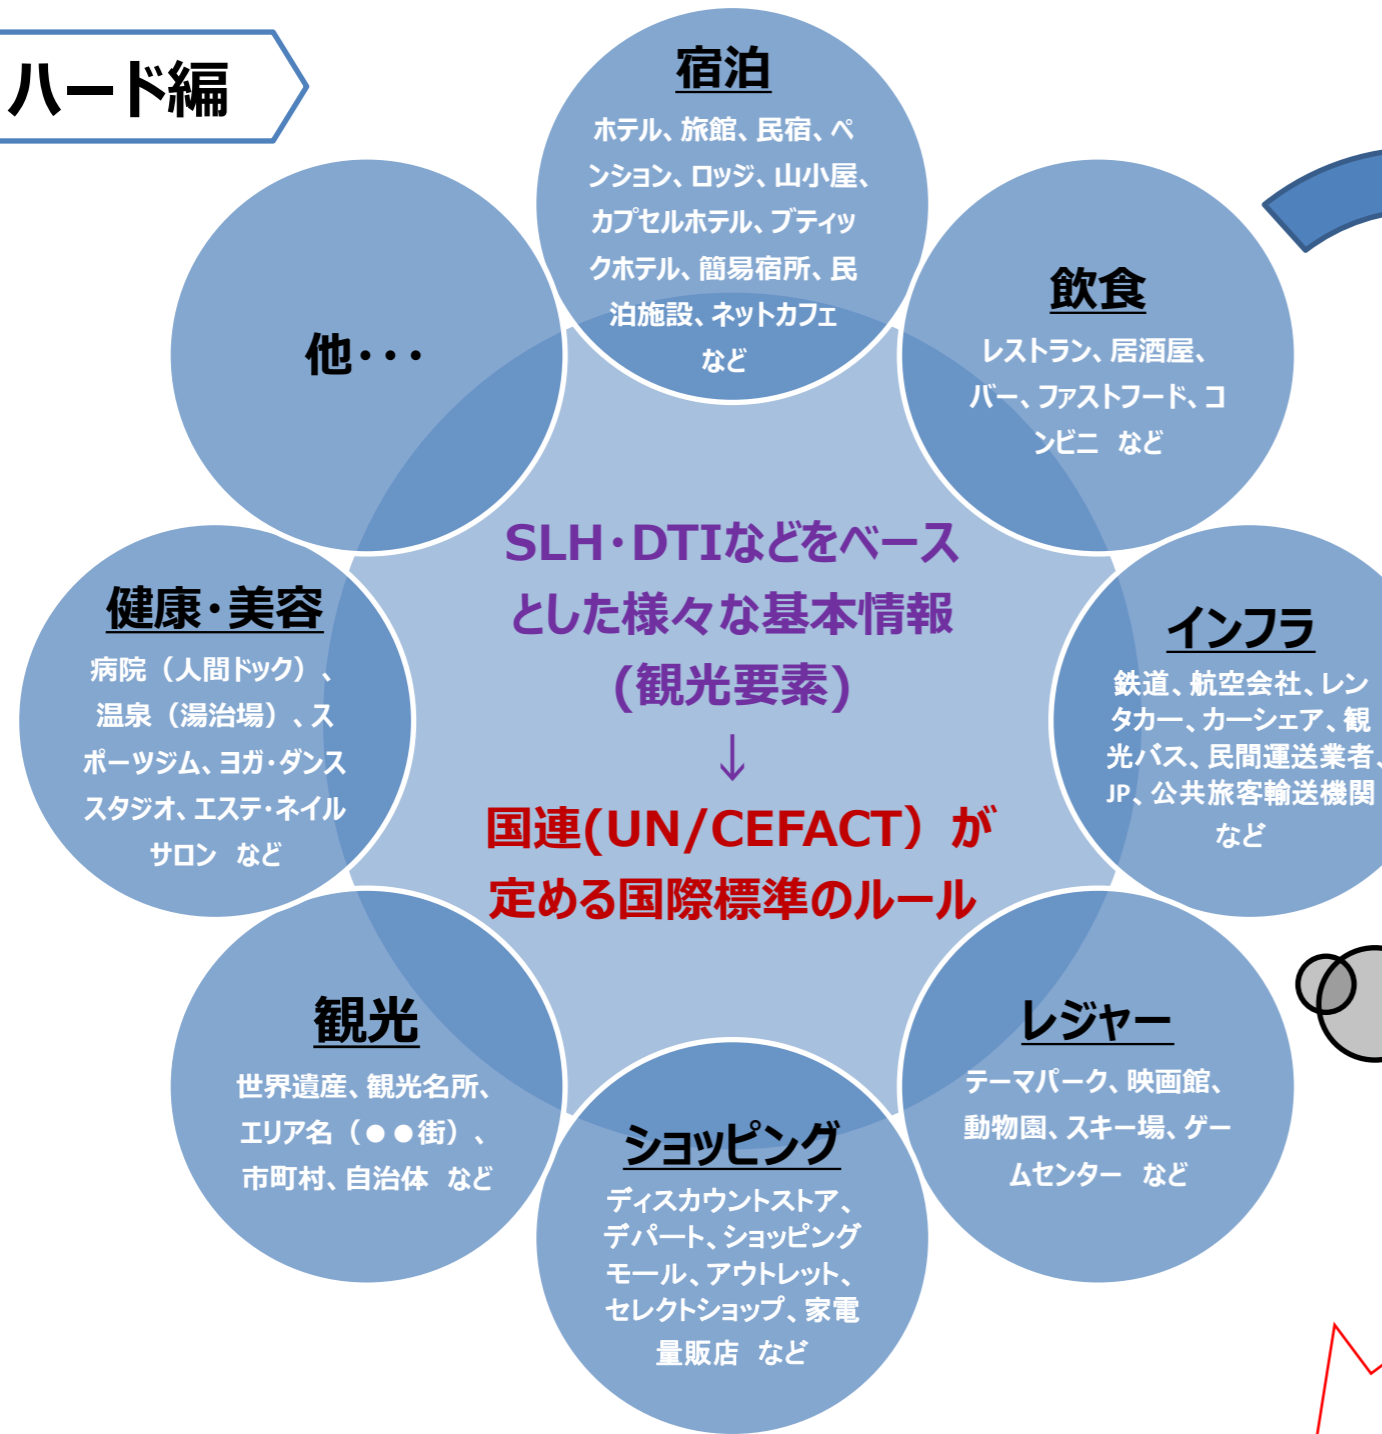 ハード編
宿泊
ホテル、旅館、民宿、ペ
ンション、ロッジ、山小屋、
カプセルホテル、ブティッ
クホテル、簡易宿所、民
泊施設、ネットカフェ
など
飲食
レストラン、居酒屋、
バー、ファストフード、コ
ンビニ など
インフラ
鉄道、航空会社、レン
タカー、カーシェア、観
光バス、民間運送業者、
JP、公共旅客輸送機関
など
レジャー
テーマパーク、映画館、
動物園、スキー場、ゲー
ムセンター など
ショッピング
ディスカウントストア、
デパート、ショッピング
モール、アウトレット、
セレクトショップ、家電
量販店 など
観光
世界遺産、観光名所、
エリア名（●●街）、
市町村、自治体 など
健康・美容
病院（人間ドック）、
温泉（湯治場）、ス
ポーツジム、ヨガ・ダンス
スタジオ、エステ・ネイル
サロン など
他・・・
SLH・DTIなどをベース
とした様々な基本情報
(観光要素)
↓
国連(UN/CEFACT）が
定める国際標準のルール